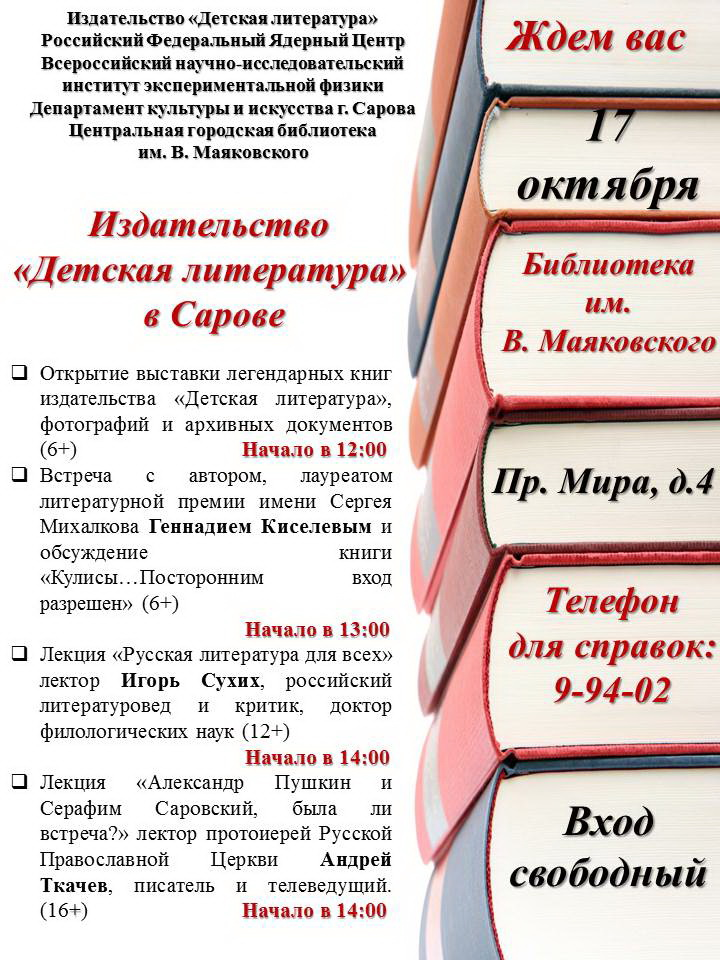 Издательство «Детская литература»
Российский Федеральный Ядерный Центр
Всероссийский научно-исследовательский
институт экспериментальной физики
Департамент культуры и искусства г. Сарова
Центральная городская библиотека
им. В. Маяковского
Издательство
«Детская литература»
в Сарове
Открытие выставки легендарных книг
издательства «Детская литература»,
фотографий и архивных документов
(6+) Начало в 12:00
Встреча с автором, лауреатом
литературной премии имени Сергея
Михалкова Геннадием Киселевым и
обсуждение книги
«Кулисы…Посторонним вход
разрешен» (6+)
Начало в 13:00
Лекция «Русская литература для всех»
лектор Игорь Сухих, российский
литературовед и критик, доктор
филологических наук (12+)
Начало в 14:00
Лекция «Александр Пушкин и
Серафим Саровский, была ли
встреча?» лектор протоиерей Русской
Православной Церкви Андрей
Ткачев, писатель и телеведущий.
(16+) Начало в 14:00
Ждем вас
17
октября
Библиотека
им.
В. Маяковского
Пр. Мира, д.4
Телефон
для справок:
9-94-02
Вход
свободный